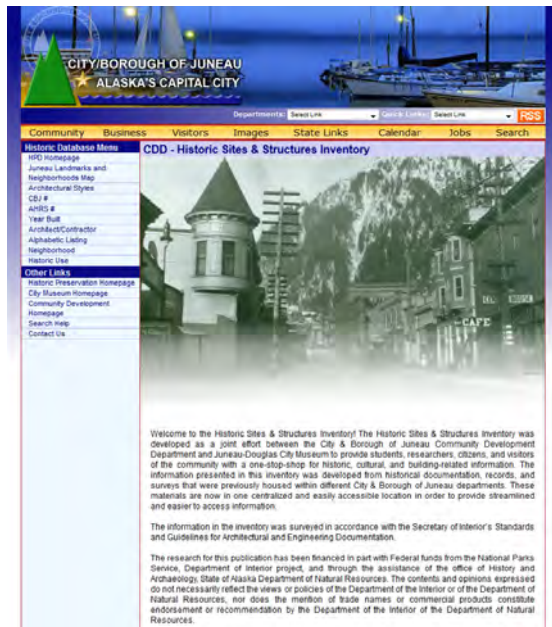 CITY/BOROUGH OF JUNEAU
ALASKA'S CAPITAL CITY
Departments: Select Link Quick Links: Select Link RSS
Community Business Visitors Images State Links Calendar Jobs Search
Historic Database Menu
HPD Homepage
Juneau Landmarks and
Neighborhoods Map
Architectural Styles
CBJ #
AHRS #
Year Built
Architect/Contractor
Alphabetic Listing
Neighborhood
Historic Use
Other Links
Historic Preservation Homepage
City Museum Homepage
Community Development
Homepage
Search Help
Contact Us
CDD - Historic Sites & Structures Inventory
HOUSE
CAFE
Welcome to the Historic Sites & Structures Inventory! The Historic Sites & Structures Inventory was
developed as a joint effort between the City & Borough of Juneau Community Development
Department and Juneau-Douglas City Museum to provide students, researchers, citizens, and visitors
of the community with a one-stop-shop for historic, cultural, and building-related information. The
information presented in this inventory was developed from historical documentation, records, and
surveys that were previously housed within different City & Borough of Juneau departments. These
materials are now in one centralized and easily accessible location in order to provide streamlined
and easier to access information.
The information in the inventory was surveyed in accordance with the Secretary of Interior's Standards
and Guidelines for Architectural and Engineering Documentation.
The research for this publication has been financed in part with Federal funds from the National Parks
Service, Department of Interior project, and through the assistance of the office of History and
Archaeology, State of Alaska Department of Natural Resources. The contents and opinions expressed
do not necessarily reflect the views or policies of the Department of the Interior or of the Department of
Natural Resources, nor does the mention of trade names or commercial products constitute
endorsement or recommendation by the Department of the Interior of the Department of Natural
Resources.